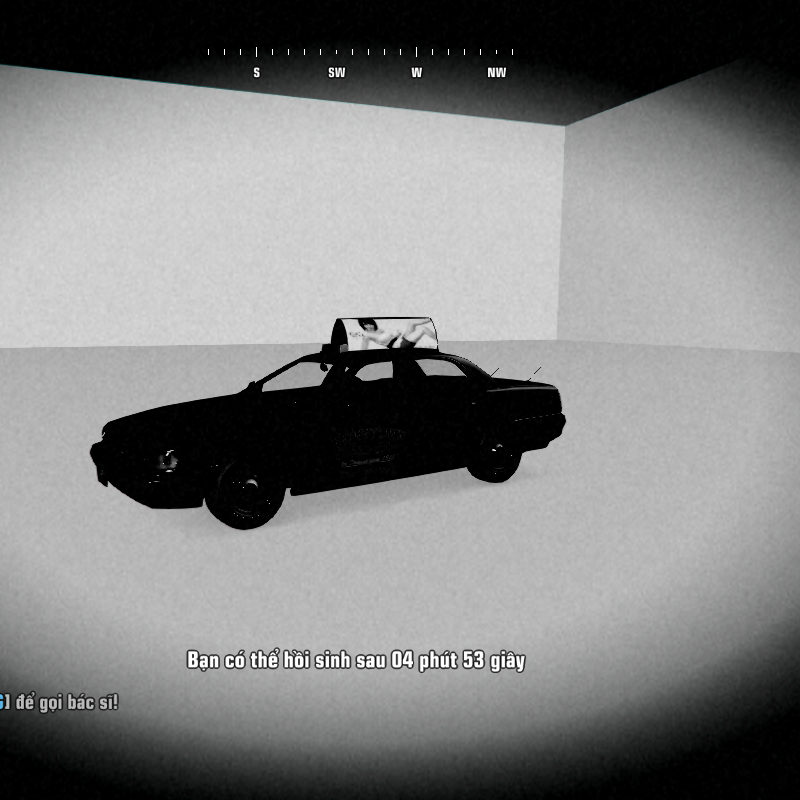 S SW W NW
Bạn có thể hồi sinh sau 04 phút 53 giây
] để gọi bác sĩ!